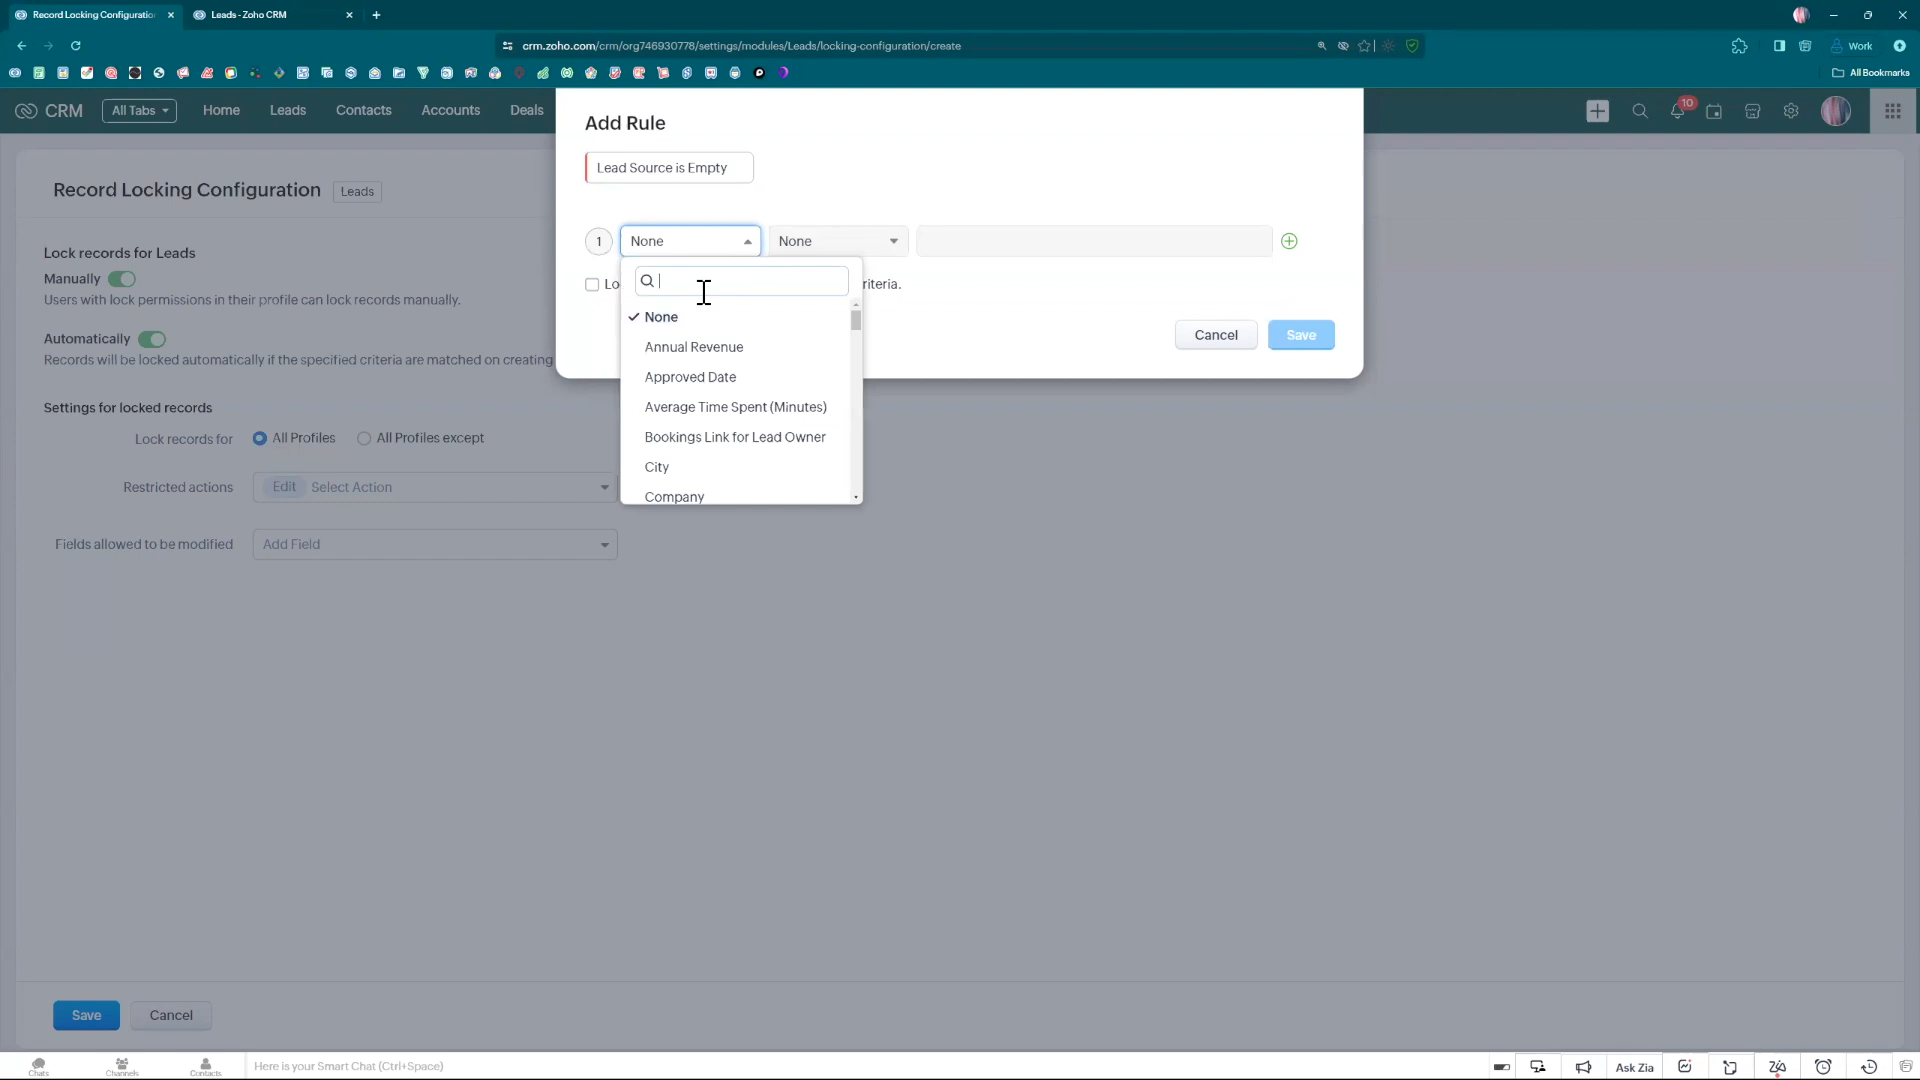 Record Locking Configuration
Leads - Zoho CRM
crm.zoho.com/crm/org746930778/settings/modules/Leads/locking-configuration/create
Work
All Bookmarks
CRM
All Tabs
Home
Leads
Contacts
Accounts
Deals
10
Add Rule
Lead Source is Empty
1
None
None
Lo
riteria.
None
Annual Revenue
Approved Date
Average Time Spent (Minutes)
Bookings Link for Lead Owner
City
Company
Cancel
Save
Record Locking Configuration
Leads
Lock records for Leads
Manually
Users with lock permissions in their profile can lock records manually.
Automatically
Records will be locked automatically if the specified criteria are matched on creating
Settings for locked records
Lock records for
All Profiles
All Profiles except
Restricted actions
Edit
Select Action
Fields allowed to be modified
Add Field
Save
Cancel
Chats
Channels
Contacts
Here is your Smart Chat (Ctrl+Space)
Ask Zia